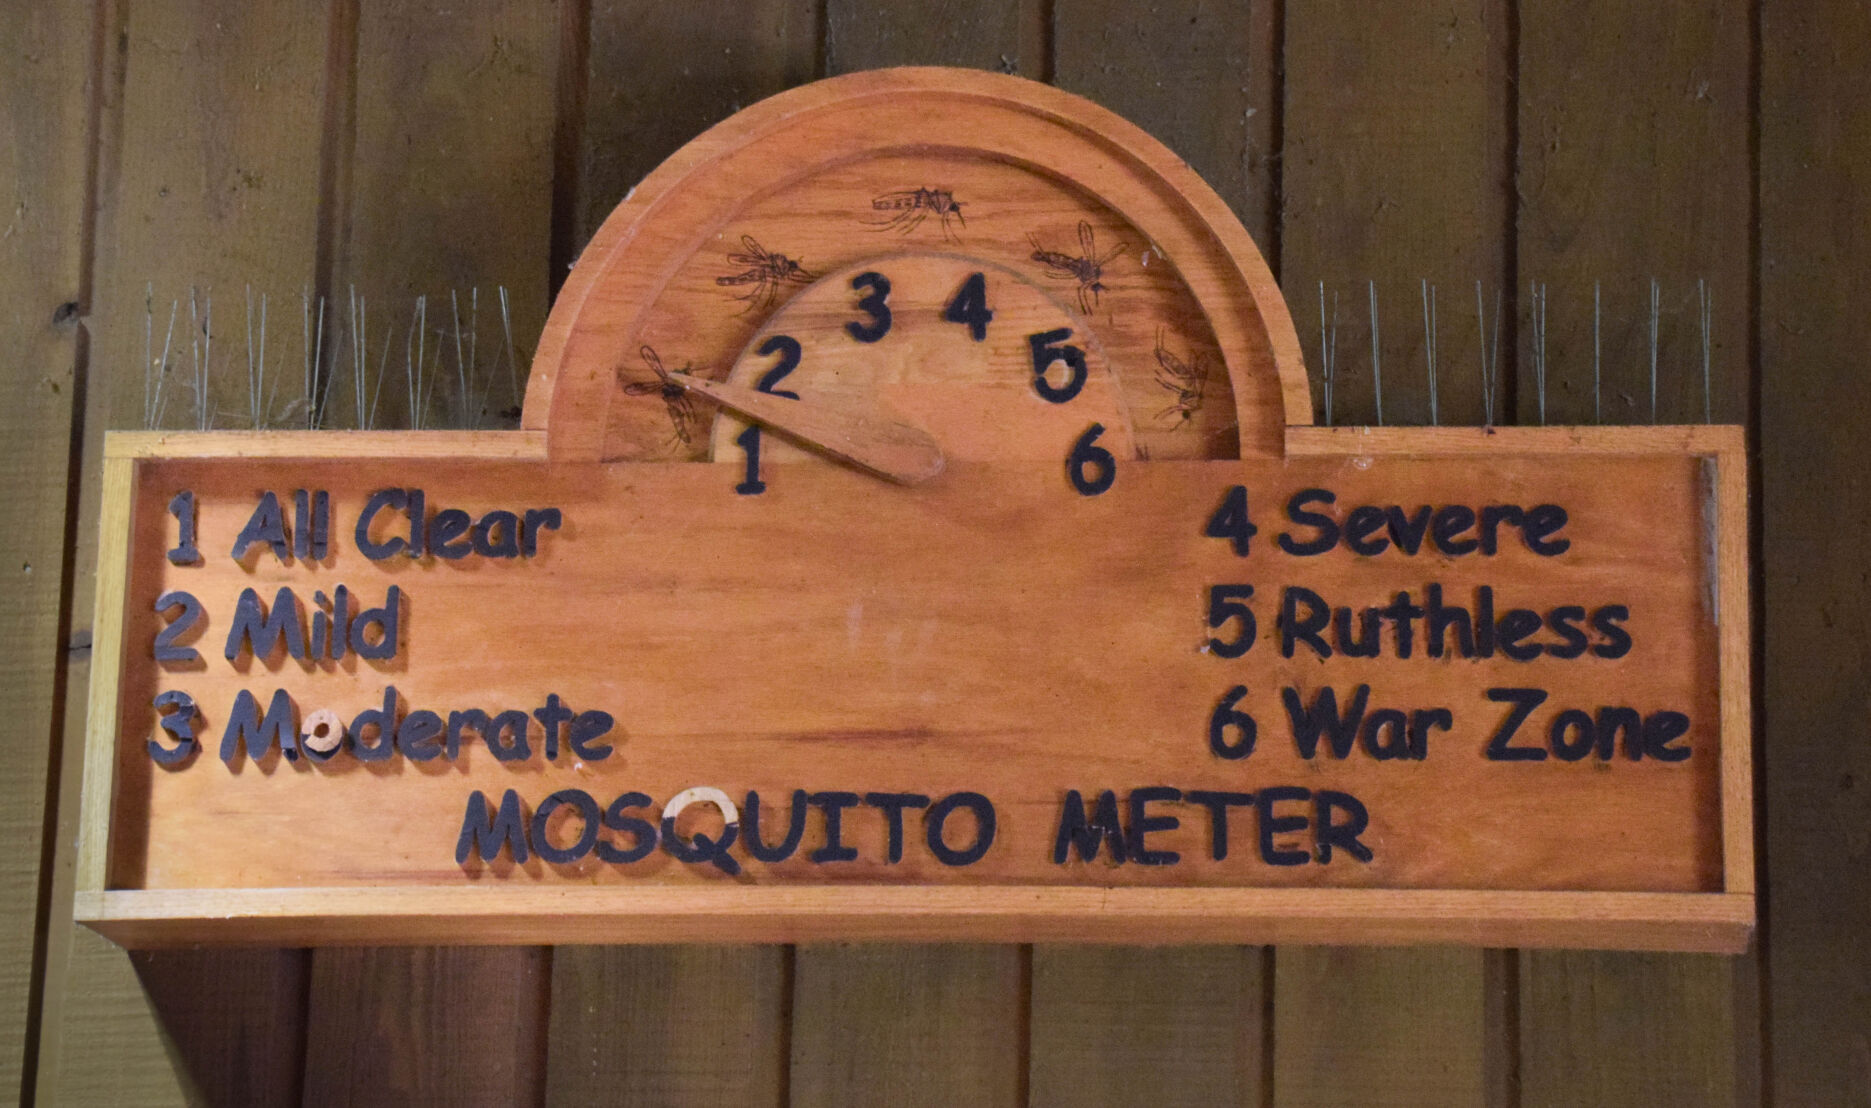 1 2 3 4 5 6
1 All Clear
2 Mild
3 Moderate
4 Severe
5 Ruthless
6 War Zone
MOSQUITO METER